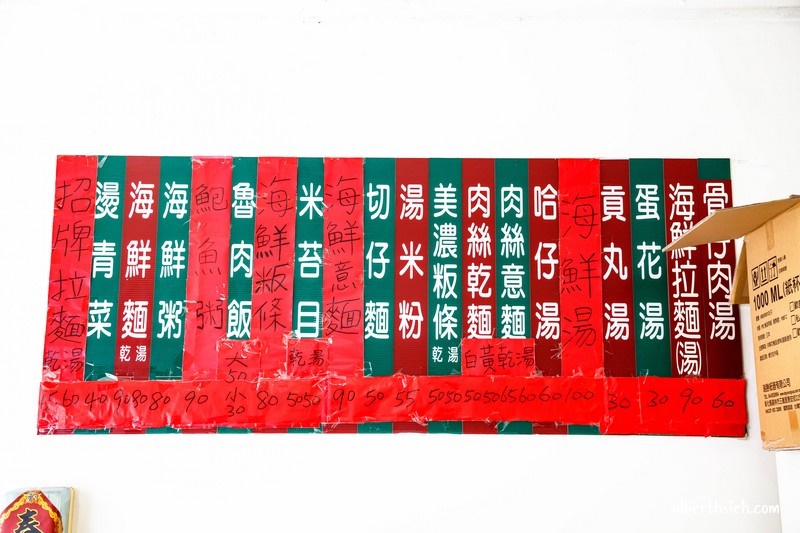 招牌拉麵 乾湯
燙青菜
海鮮麵 乾湯
海鮮粥
鮑魚粥
魯肉飯 大50 小30
海鮮粄條
米苔目 乾湯
海鮮意麵
切仔麵
湯米粉
美濃粄條 乾湯
肉絲乾麵
肉絲意麵
白黃乾湯
哈仔湯
海鮮湯
貢丸湯
蛋花湯
海鮮拉麵(湯)
骨仔肉湯
60 40 90 80 80 90 80 50 50 90 50 55 50 50 50 50 65 60 60 100 30 30 90 60
1000 ML(紙杯
春